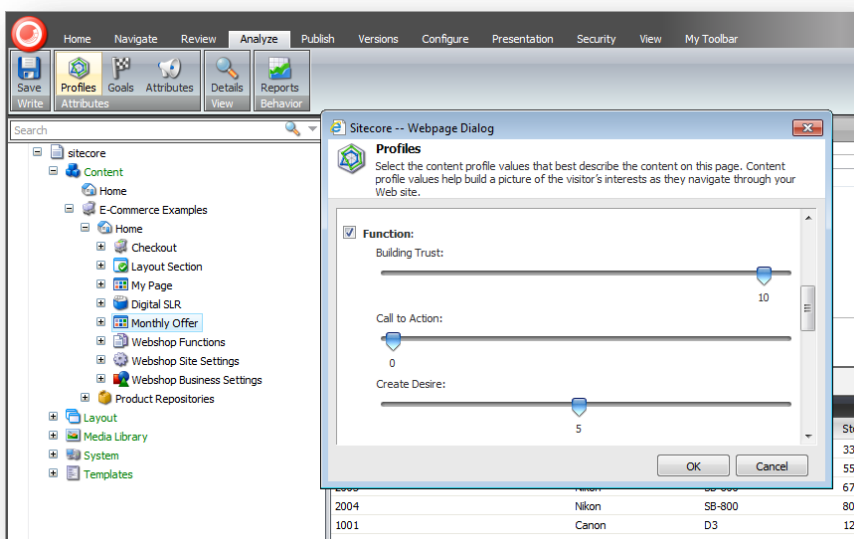 Home Navigate Review Analyze Publish Versions Configure Presentation Security View My Toolbar
Save Profiles Goals Attributes Details Reports
Write Attributes View Behavior
Search
sitecore
Content
Home
E-Commerce Examples
Home
Checkout
Layout Section
My Page
Digital SLR
Monthly Offer
Webshop Functions
Webshop Site Settings
Webshop Business Settings
Product Repositories
Layout
Media Library
System
Templates
Sitecore -- Webpage Dialog
Profiles
Select the content profile values that best describe the content on this page. Content
profile values help build a picture of the visitor's interests as they navigate through your
Web site.
Function:
Building Trust:
10
Call to Action:
0
Create Desire:
5
OK Cancel
33
55
67
2004 Nikon SB-800 80
1001 Canon D3 12